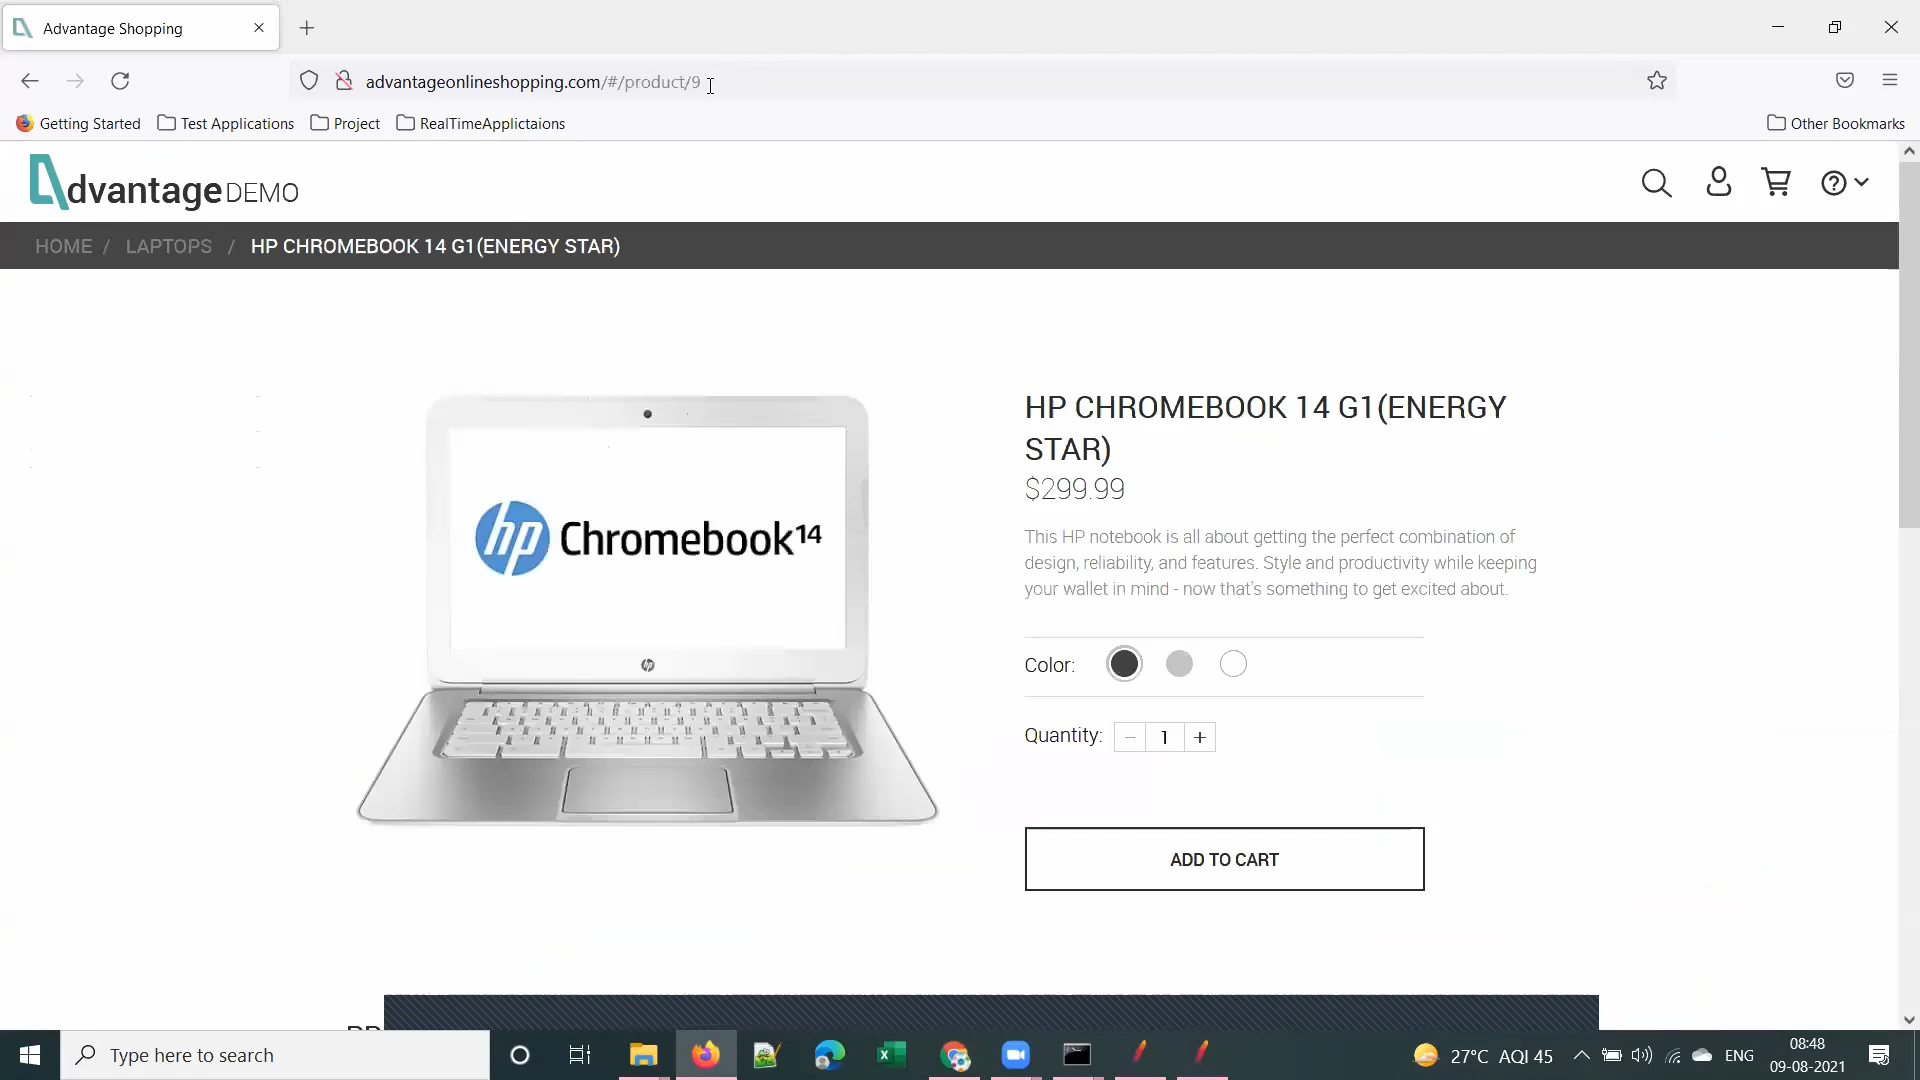 Advantage Shopping
advantageonlineshopping.com/#/product/9
Getting Started
Test Applications
Project
RealTimeApplictaions
Other Bookmarks
dvantage DEMO
HOME / LAPTOPS / HP CHROMEBOOK 14 G1(ENERGY STAR)
HP CHROMEBOOK 14 G1(ENERGY
STAR)
$299.99
This HP notebook is all about getting the perfect combination of
design, reliability, and features. Style and productivity while keeping
your wallet in mind - now that's something to get excited about.
hp Chromebook14
hp
Color:
Quantity: − 1 +
ADD TO CART
Type here to search
27°C AQI 45
ENG
08:48
09-08-2021